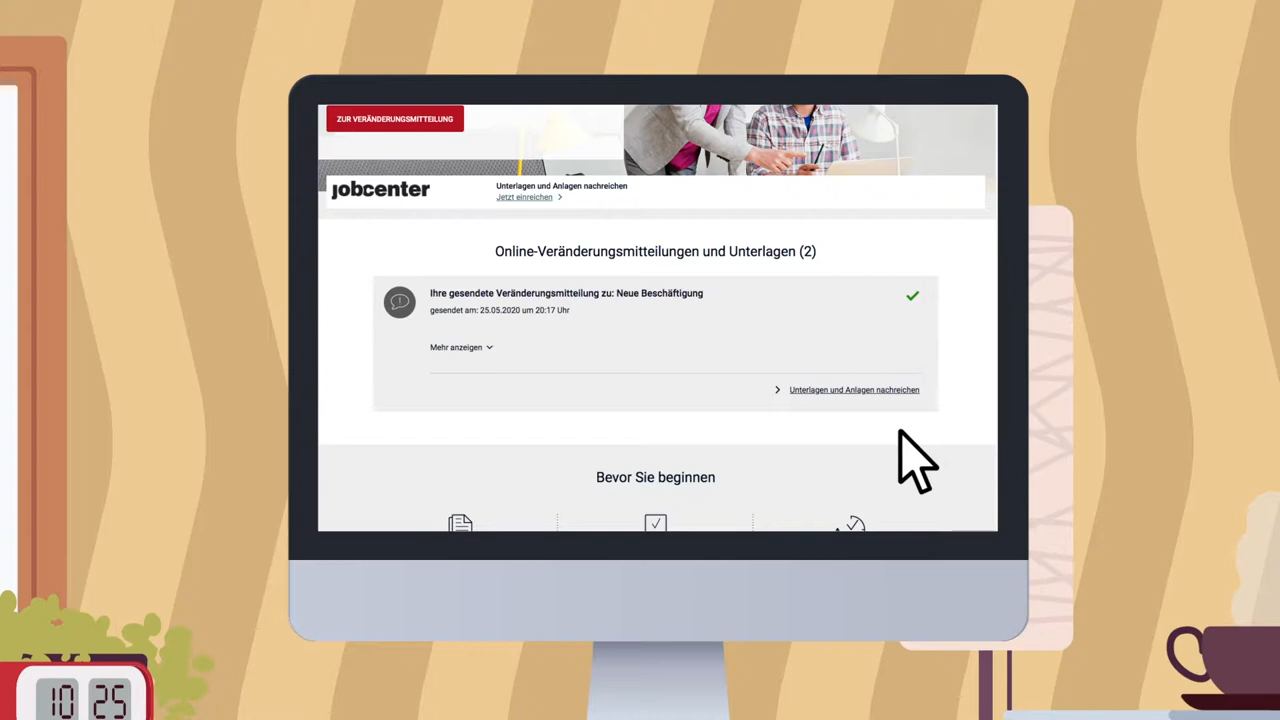 ZUR VERÄNDERUNGSMITTEILUNG
jobcenter
Unterlagen und Anlagen nachreichen
Jetzt einreichen
Online-Veränderungsmitteilungen und Unterlagen (2)
Ihre gesendete Veränderungsmitteilung zu: Neue Beschäftigung
gesendet am: 25.05.2020 um 20:17 Uhr
Mehr anzeigen
Unterlagen und Anlagen nachreichen
Bevor Sie beginnen
10 25